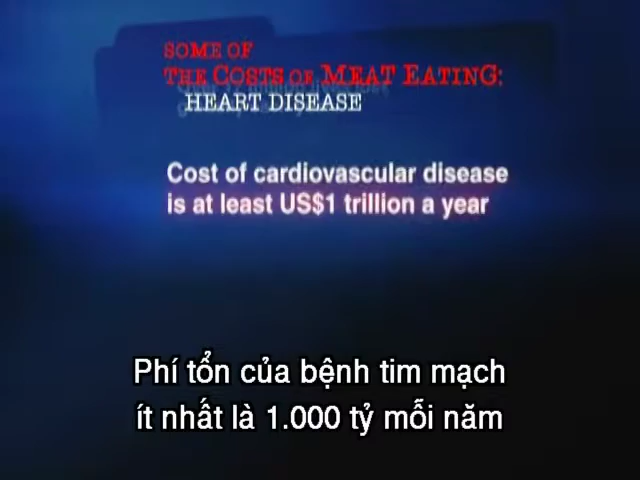 SOME OF
THE COSTS OF MEAT EATING:
HEART DISEASE
Cost of cardiovascular disease
is at least US$1 trillion a year
Phí tổn của bệnh tim mạch
ít nhất là 1.000 tỷ mỗi năm